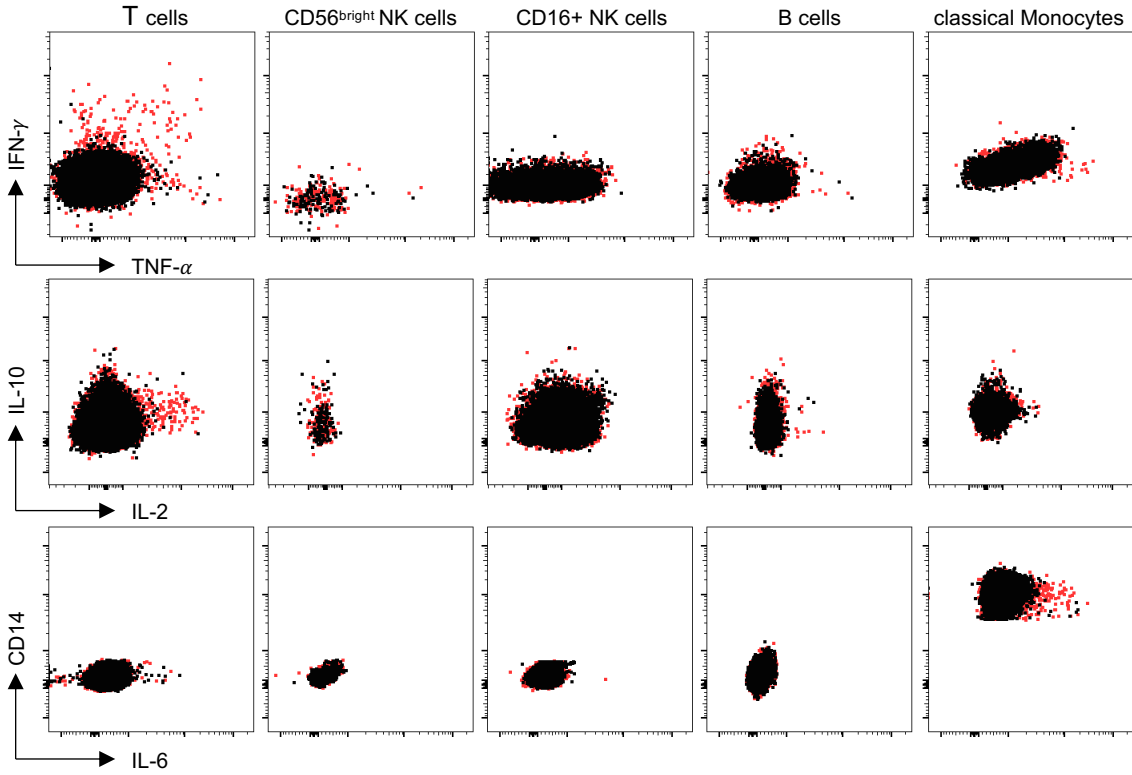 T cells
CD56bright NK cells
CD16+ NK cells
B cells
classical Monocytes
IFN-γ
TNF-α
IL-10
IL-2
CD14
IL-6